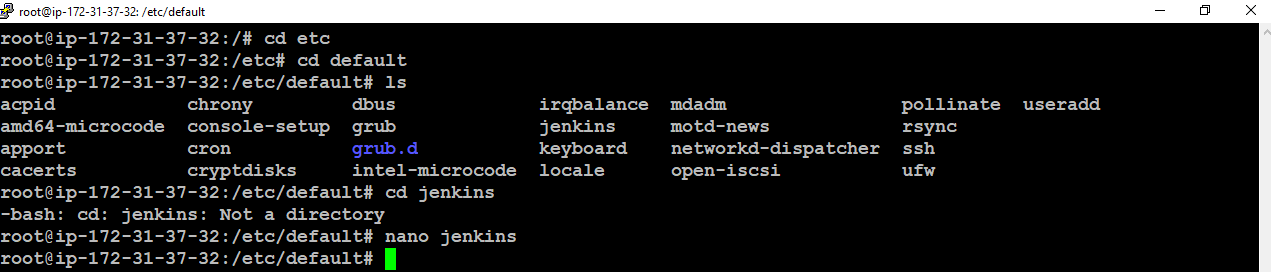 root@ip-172-31-37-32: /etc/default
root@ip-172-31-37-32:/# cd etc
root@ip-172-31-37-32:/etc# cd default
root@ip-172-31-37-32:/etc/default# ls
acpid chrony dbus irqbalance mdadm pollinate useradd
amd64-microcode console-setup grub jenkins motd-news rsync
apport cron grub.d keyboard networkd-dispatcher ssh
cacerts cryptdisks intel-microcode locale open-iscsi ufw
root@ip-172-31-37-32:/etc/default# cd jenkins
-bash: cd: jenkins: Not a directory
root@ip-172-31-37-32:/etc/default# nano jenkins
root@ip-172-31-37-32:/etc/default#